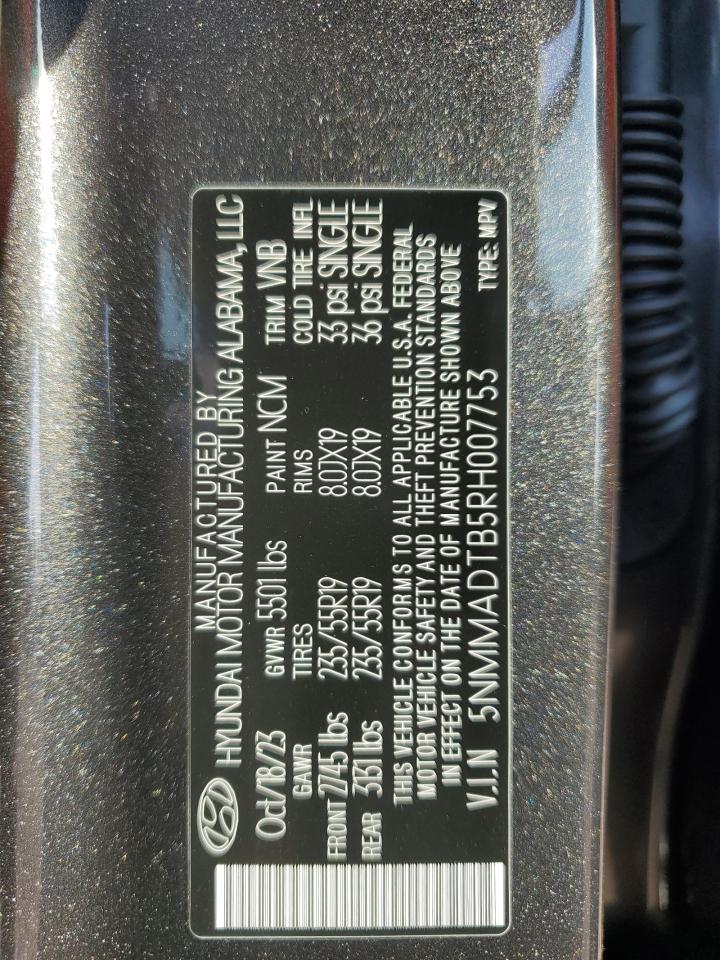 MANUFACTURED BY
HYUNDAI MOTOR MANUFACTURING ALABAMA, LLC
Oct/18/23 GVWR 5501 lbs PAINT NCM TRIM VNB
GAWR TIRES RIMS COLD TIRE INFL
FRONT 2745 lbs 235/55R19 8.0JX19 35 psi SINGLE
REAR 3131 lbs 235/55R19 8.0JX19 36 psi SINGLE
THIS VEHICLE CONFORMS TO ALL APPLICABLE U.S.A. FEDERAL
MOTOR VEHICLE SAFETY AND THEFT PREVENTION STANDARDS
IN EFFECT ON THE DATE OF MANUFACTURE SHOWN ABOVE
V.I.N 5NMMADTB5RH007753 TYPE: MPV